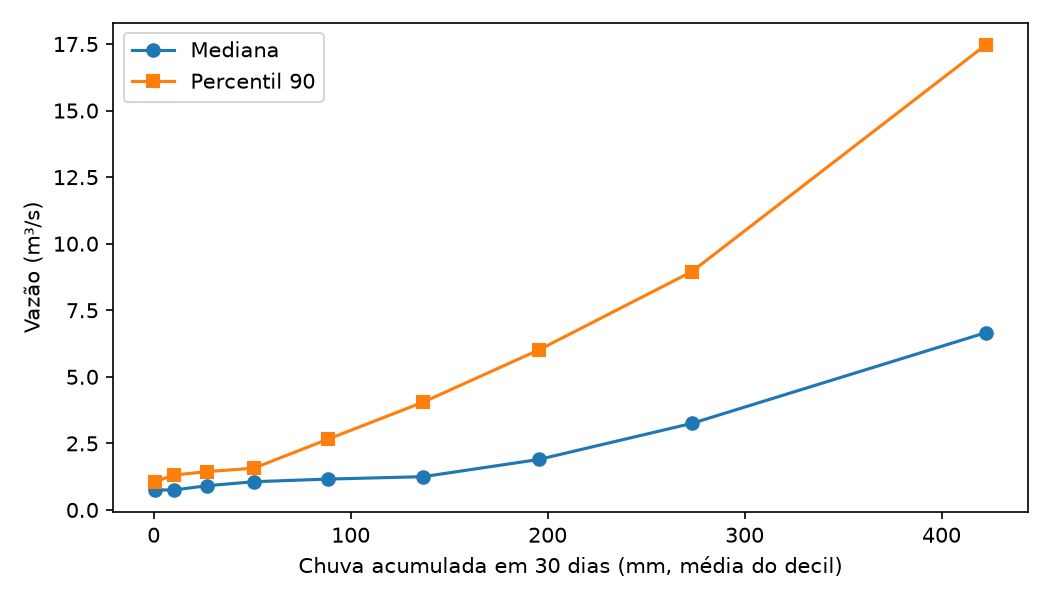 Mediana
Percentil 90
17.5
15.0
12.5
10.0
7.5
5.0
2.5
0.0
Vazão (m³/s)
0 100 200 300 400
Chuva acumulada em 30 dias (mm, média do decil)